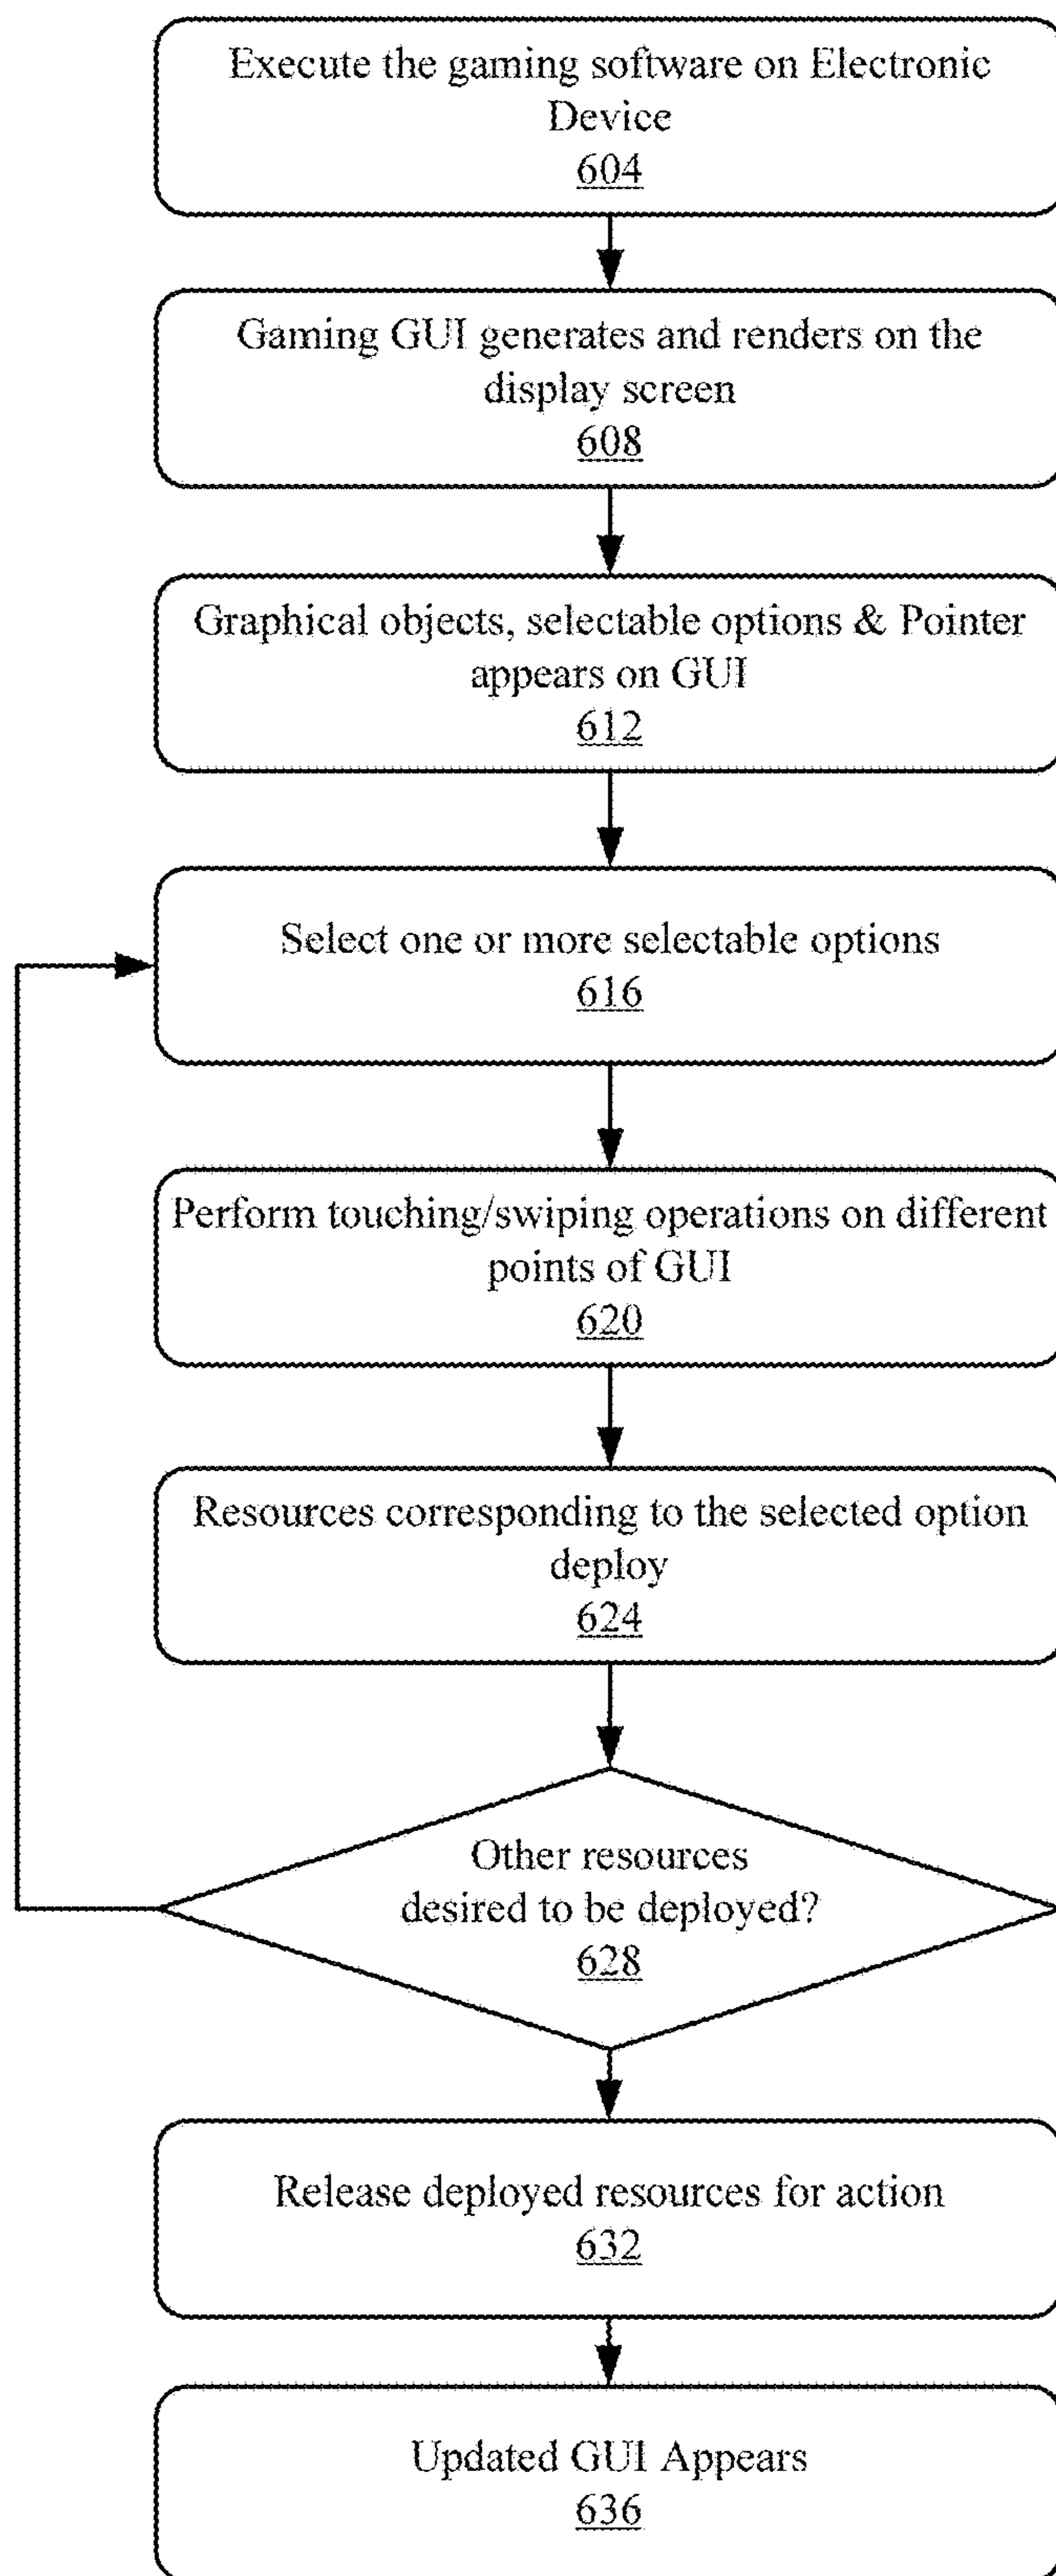 Execute the gaming software on Electronic
Device
604
Gaming GUI generates and renders on the
display screen
608
Graphical objects, selectable options & Pointer
appears on GUI
612
Select one or more selectable options
616
Perform touching/swiping operations on different
points of GUI
620
Resources corresponding to the selected option
deploy
624
Other resources
desired to be deployed?
628
Release deployed resources for action
632
Updated GUI Appears
636